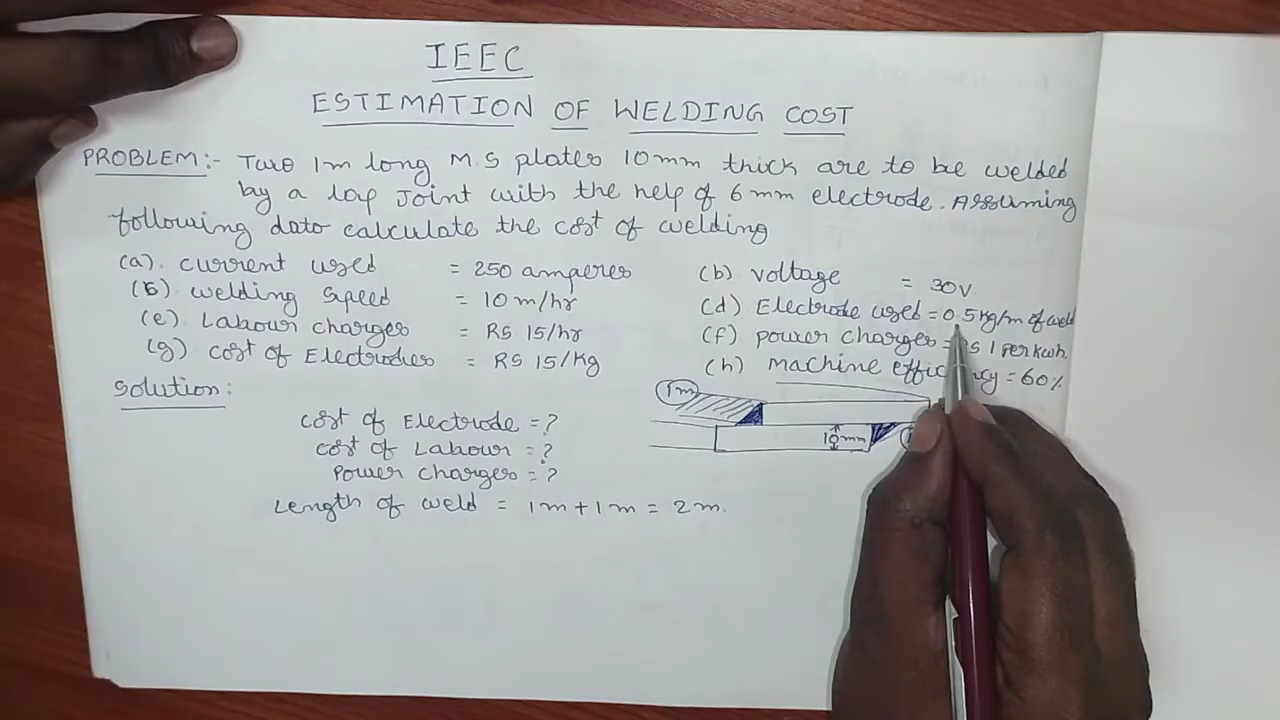 IEEC
ESTIMATION OF WELDING COST
PROBLEM:- Two 1m long M.S plates 10mm thick are to be welded
by a lap joint with the help of 6mm electrode. Assuming
following data calculate the cost of welding
(a). current used = 250 amperes (b) voltage = 30V.
(c). welding speed = 10 m/hr (d) Electrode used = 0.5kg/m of weld
(e). Labour charges = Rs 15/hr (f) power charges = Rs 1 per kwh.
(g). cost of Electrodes = Rs 15/kg (h) machine efficiency = 60%
Solution:
1m
10mm
cost of Electrode = ?
cost of Labour = ?
power charges = ?
Length of weld = 1m + 1m = 2m.